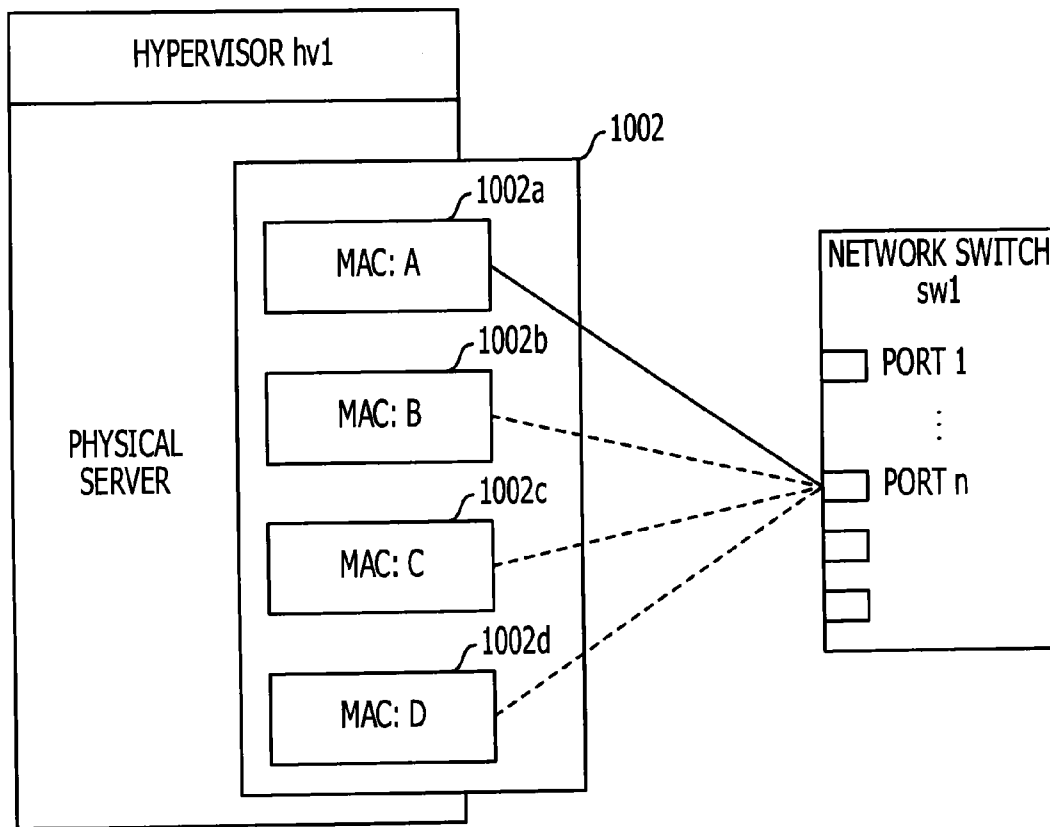 HYPERVISOR hv1
1002
1002a
MAC: A
NETWORK SWITCH
sw1
1002b
PORT 1
MAC: B
PHYSICAL
SERVER
PORT n
1002c
MAC: C
1002d
MAC: D